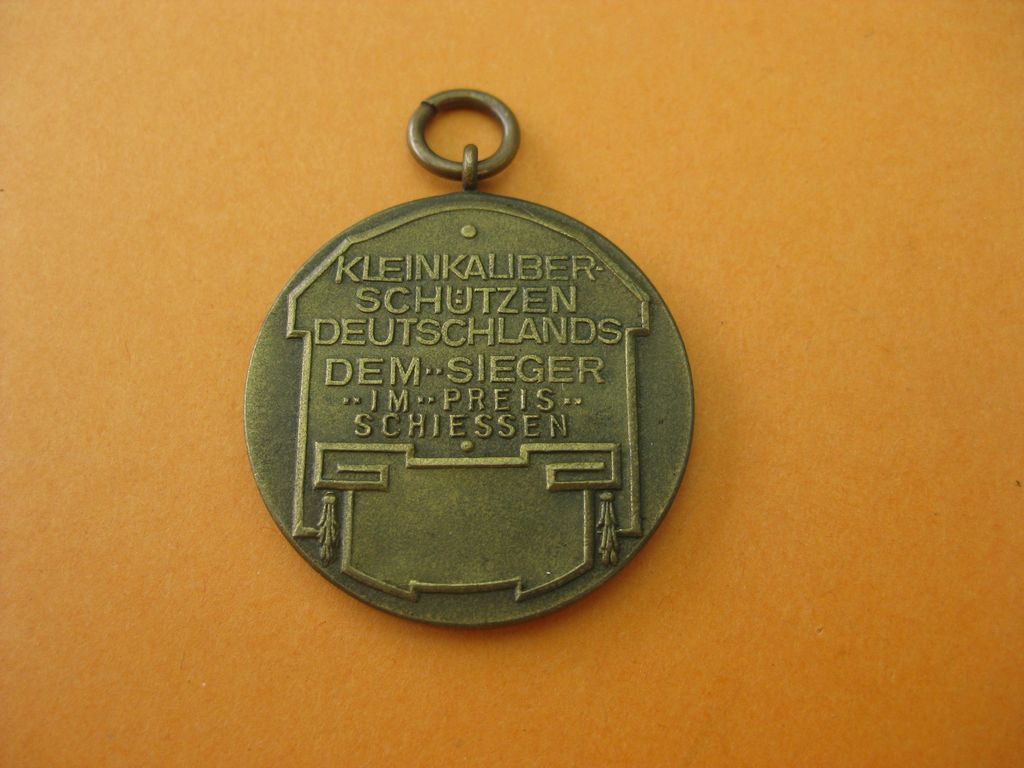 KLEINKALIBER-
SCHÜTZEN
DEUTSCHLANDS
DEM··SIEGER
··IM··PREIS··
SCHIESSEN